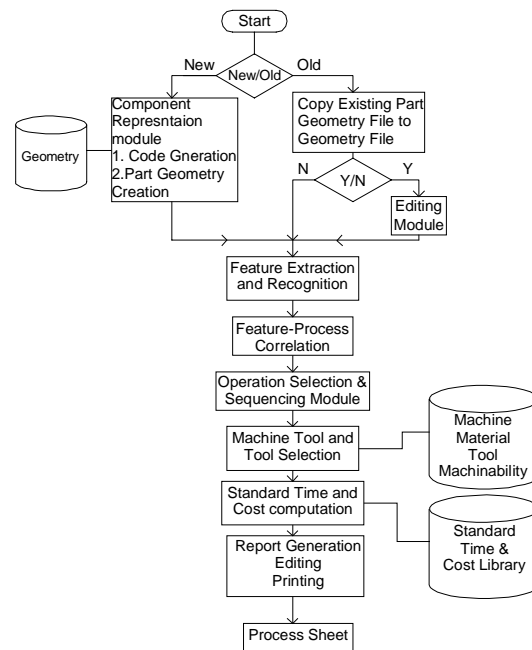 Start
New
Old
New/Old
Component
Represntaion
module
1. Code Gneration
2.Part Geometry
Creation
Geometry
Copy Existing Part
Geometry File to
Geometry File
N
Y/N
Y
Editing
Module
Feature Extraction
and Recognition
Feature-Process
Correlation
Operation Selection &
Sequencing Module
Machine Tool and
Tool Selection
Machine
Material
Tool
Machinability
Standard Time and
Cost computation
Standard
Time &
Cost Library
Report Generation
Editing
Printing
Process Sheet